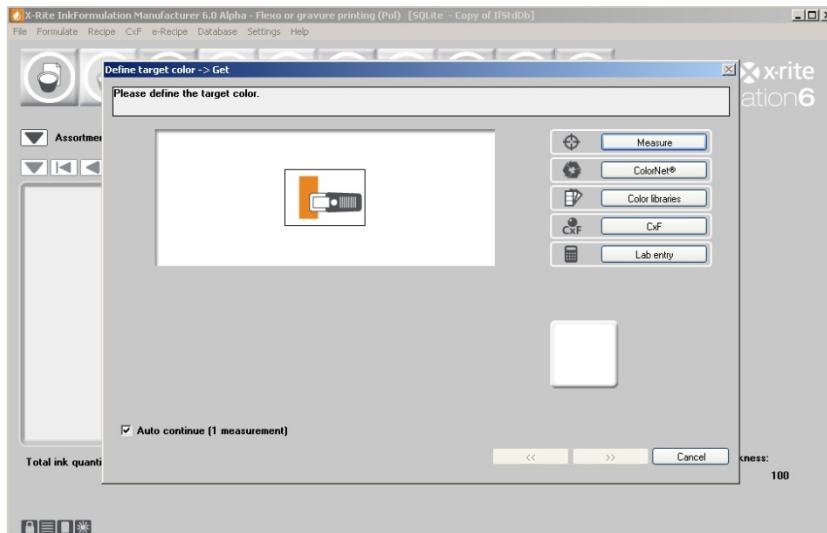 X-Rite InkFormulation Manufacturer 6.0 Alpha - Flexo or gravure printing (Pol) [SQLite - Copy of IfStdDb]
File Formulate Recipe CxF e-Recipe Database Settings Help
Define target color -> Get
x·rite
Please define the target color.
ation6
Measure
Assortme
ColorNet®
Color libraries
CxF CxF
Lab entry
Auto continue (1 measurement)
<< >> Cancel
Total ink quanti
kness:
100